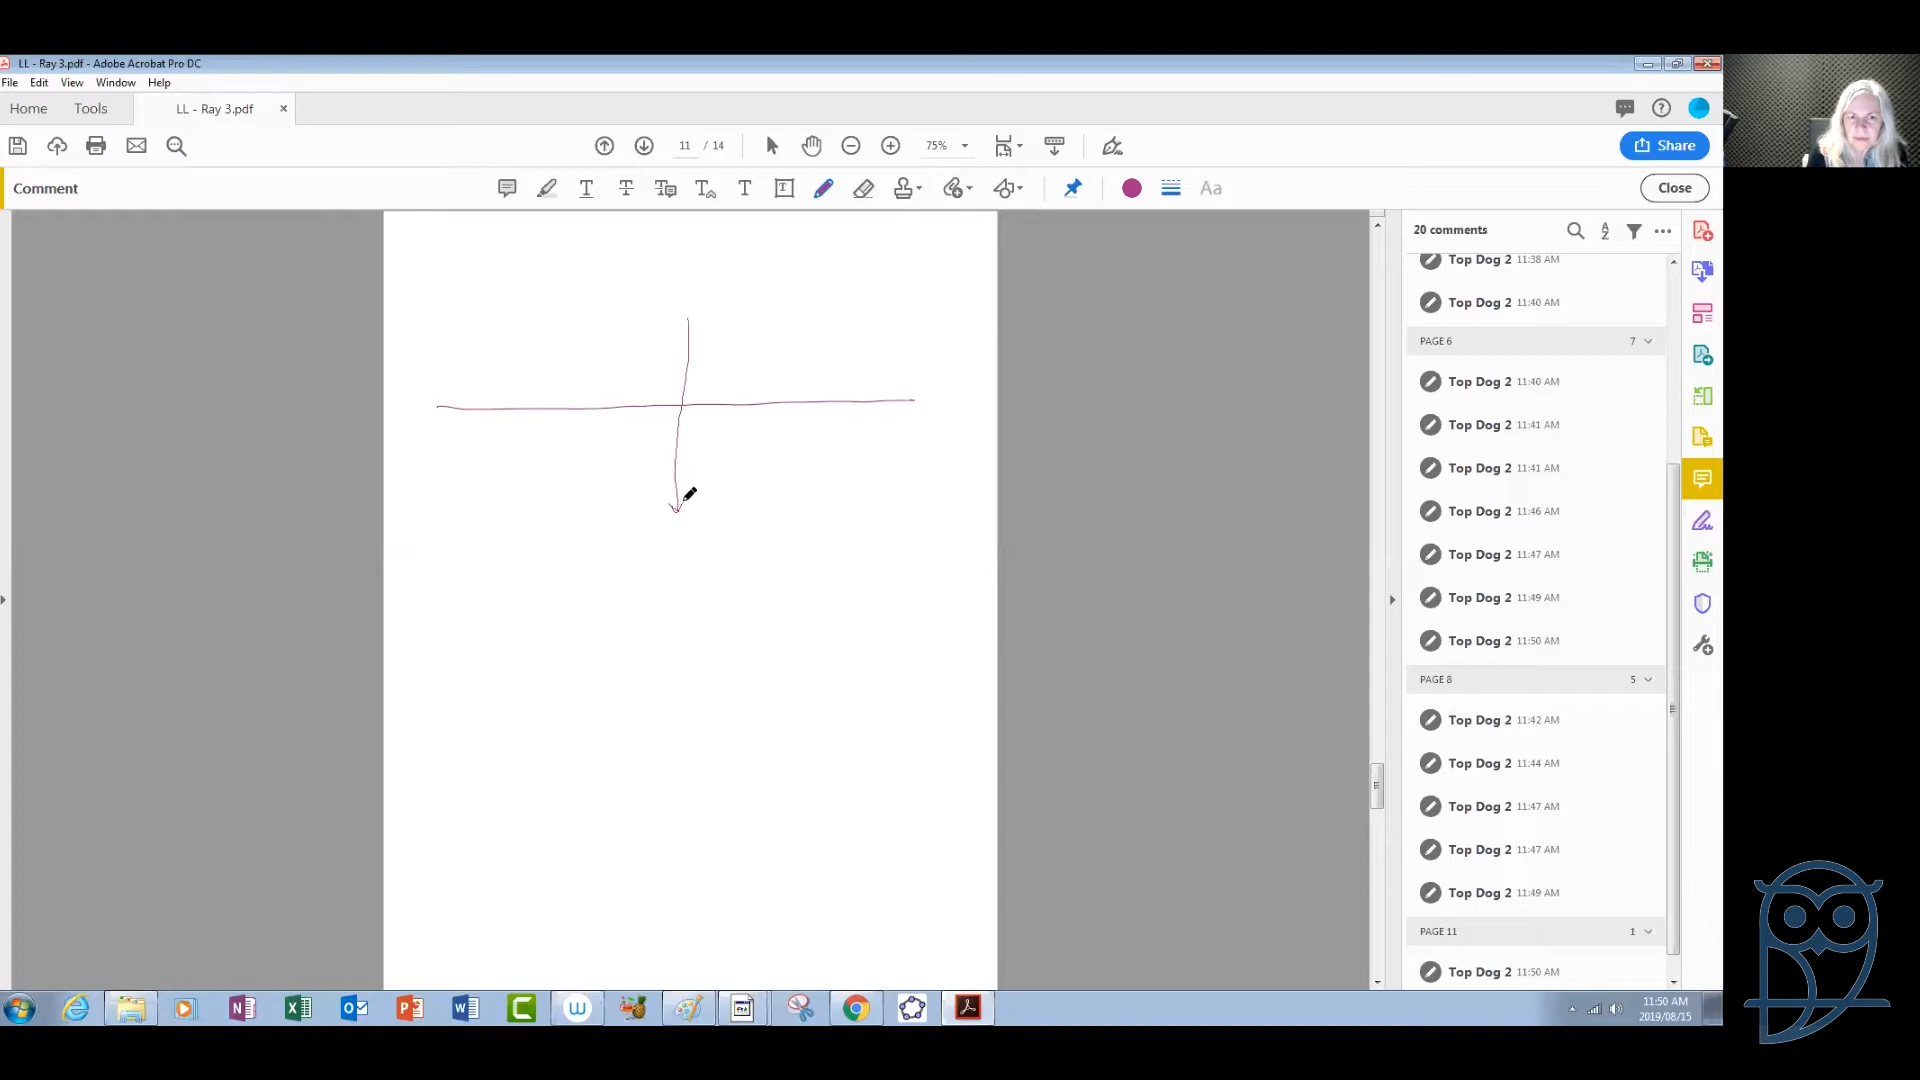 LL - Ray 3.pdf - Adobe Acrobat Pro DC
File Edit View Window Help
Home Tools LL - Ray 3.pdf ×
11 / 14 75% Share
Comment T T T T T T Aa Close
20 comments
Top Dog 2 11:38 AM
Top Dog 2 11:40 AM
PAGE 6 7
Top Dog 2 11:40 AM
Top Dog 2 11:41 AM
Top Dog 2 11:41 AM
Top Dog 2 11:46 AM
Top Dog 2 11:47 AM
Top Dog 2 11:49 AM
Top Dog 2 11:50 AM
PAGE 8 5
Top Dog 2 11:42 AM
Top Dog 2 11:44 AM
Top Dog 2 11:47 AM
Top Dog 2 11:47 AM
Top Dog 2 11:49 AM
PAGE 11 1
Top Dog 2 11:50 AM
11:50 AM
2019/08/15